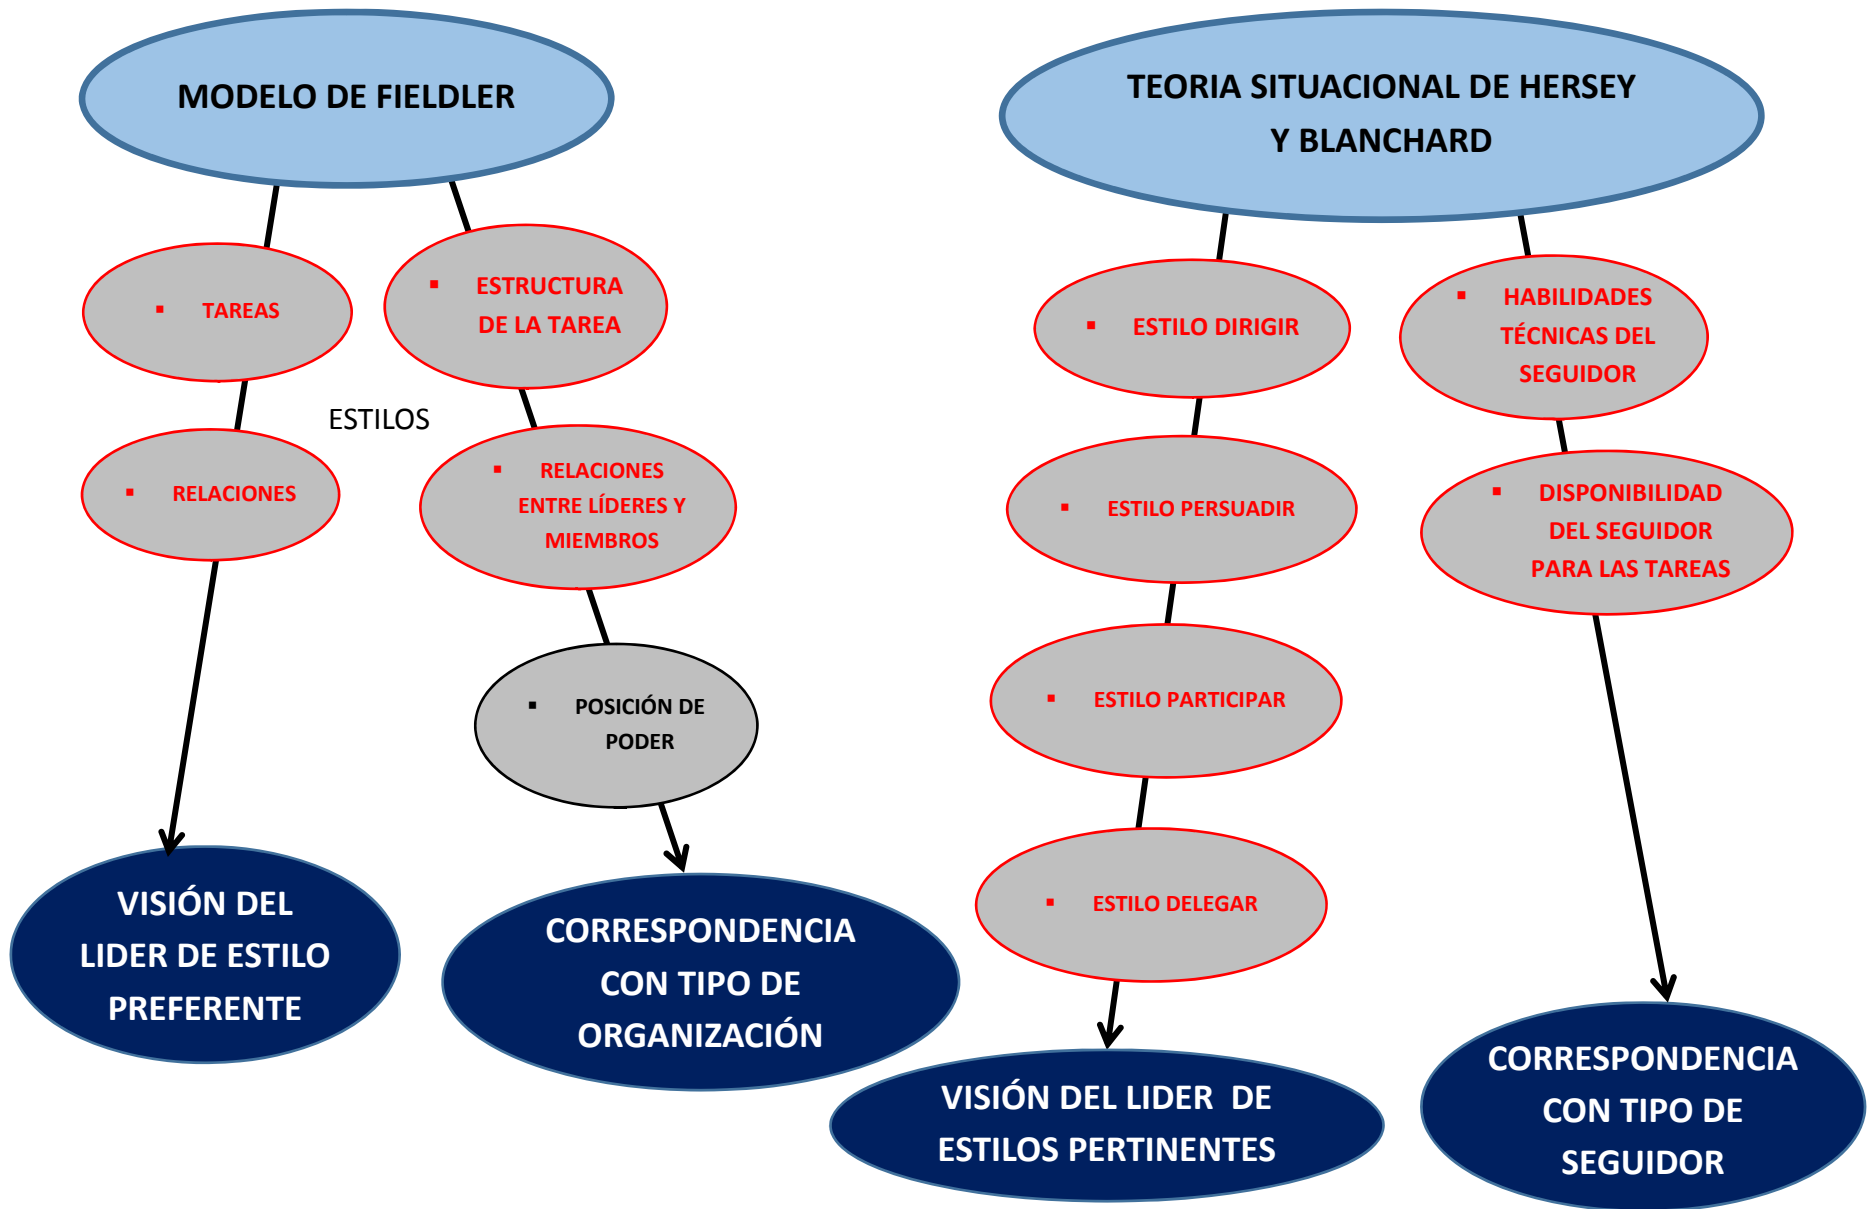 MODELO DE FIELDLER
▪ TAREAS
▪ RELACIONES
ESTILOS
▪ ESTRUCTURA
DE LA TAREA
▪ RELACIONES
ENTRE LÍDERES Y
MIEMBROS
▪ POSICIÓN DE
PODER
VISIÓN DEL
LIDER DE ESTILO
PREFERENTE
CORRESPONDENCIA
CON TIPO DE
ORGANIZACIÓN
TEORIA SITUACIONAL DE HERSEY
Y BLANCHARD
▪ ESTILO DIRIGIR
▪ ESTILO PERSUADIR
▪ ESTILO PARTICIPAR
▪ ESTILO DELEGAR
▪ HABILIDADES
TÉCNICAS DEL
SEGUIDOR
▪ DISPONIBILIDAD
DEL SEGUIDOR
PARA LAS TAREAS
VISIÓN DEL LIDER  DE
ESTILOS PERTINENTES
CORRESPONDENCIA
CON TIPO DE
SEGUIDOR